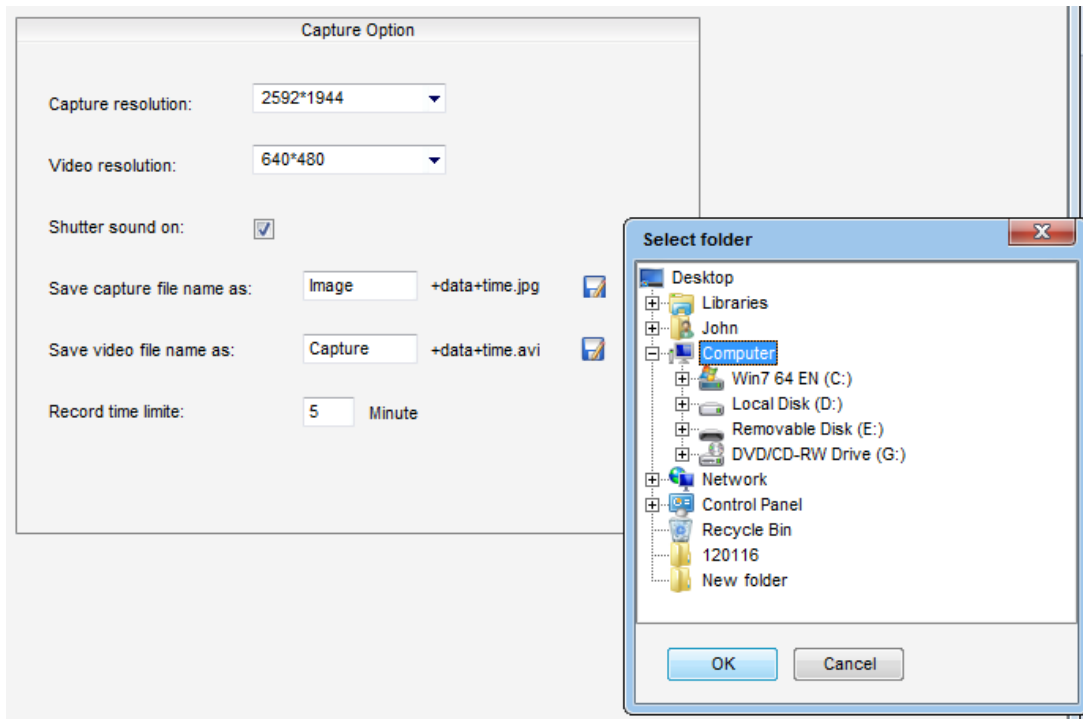 Capture Option
Capture resolution: 2592*1944
Video resolution: 640*480
Shutter sound on:
Save capture file name as: Image +data+time.jpg
Save video file name as: Capture +data+time.avi
Record time limite: 5 Minute
Select folder
Desktop
Libraries
John
Computer
Win7 64 EN (C:)
Local Disk (D:)
Removable Disk (E:)
DVD/CD-RW Drive (G:)
Network
Control Panel
Recycle Bin
120116
New folder
OK Cancel